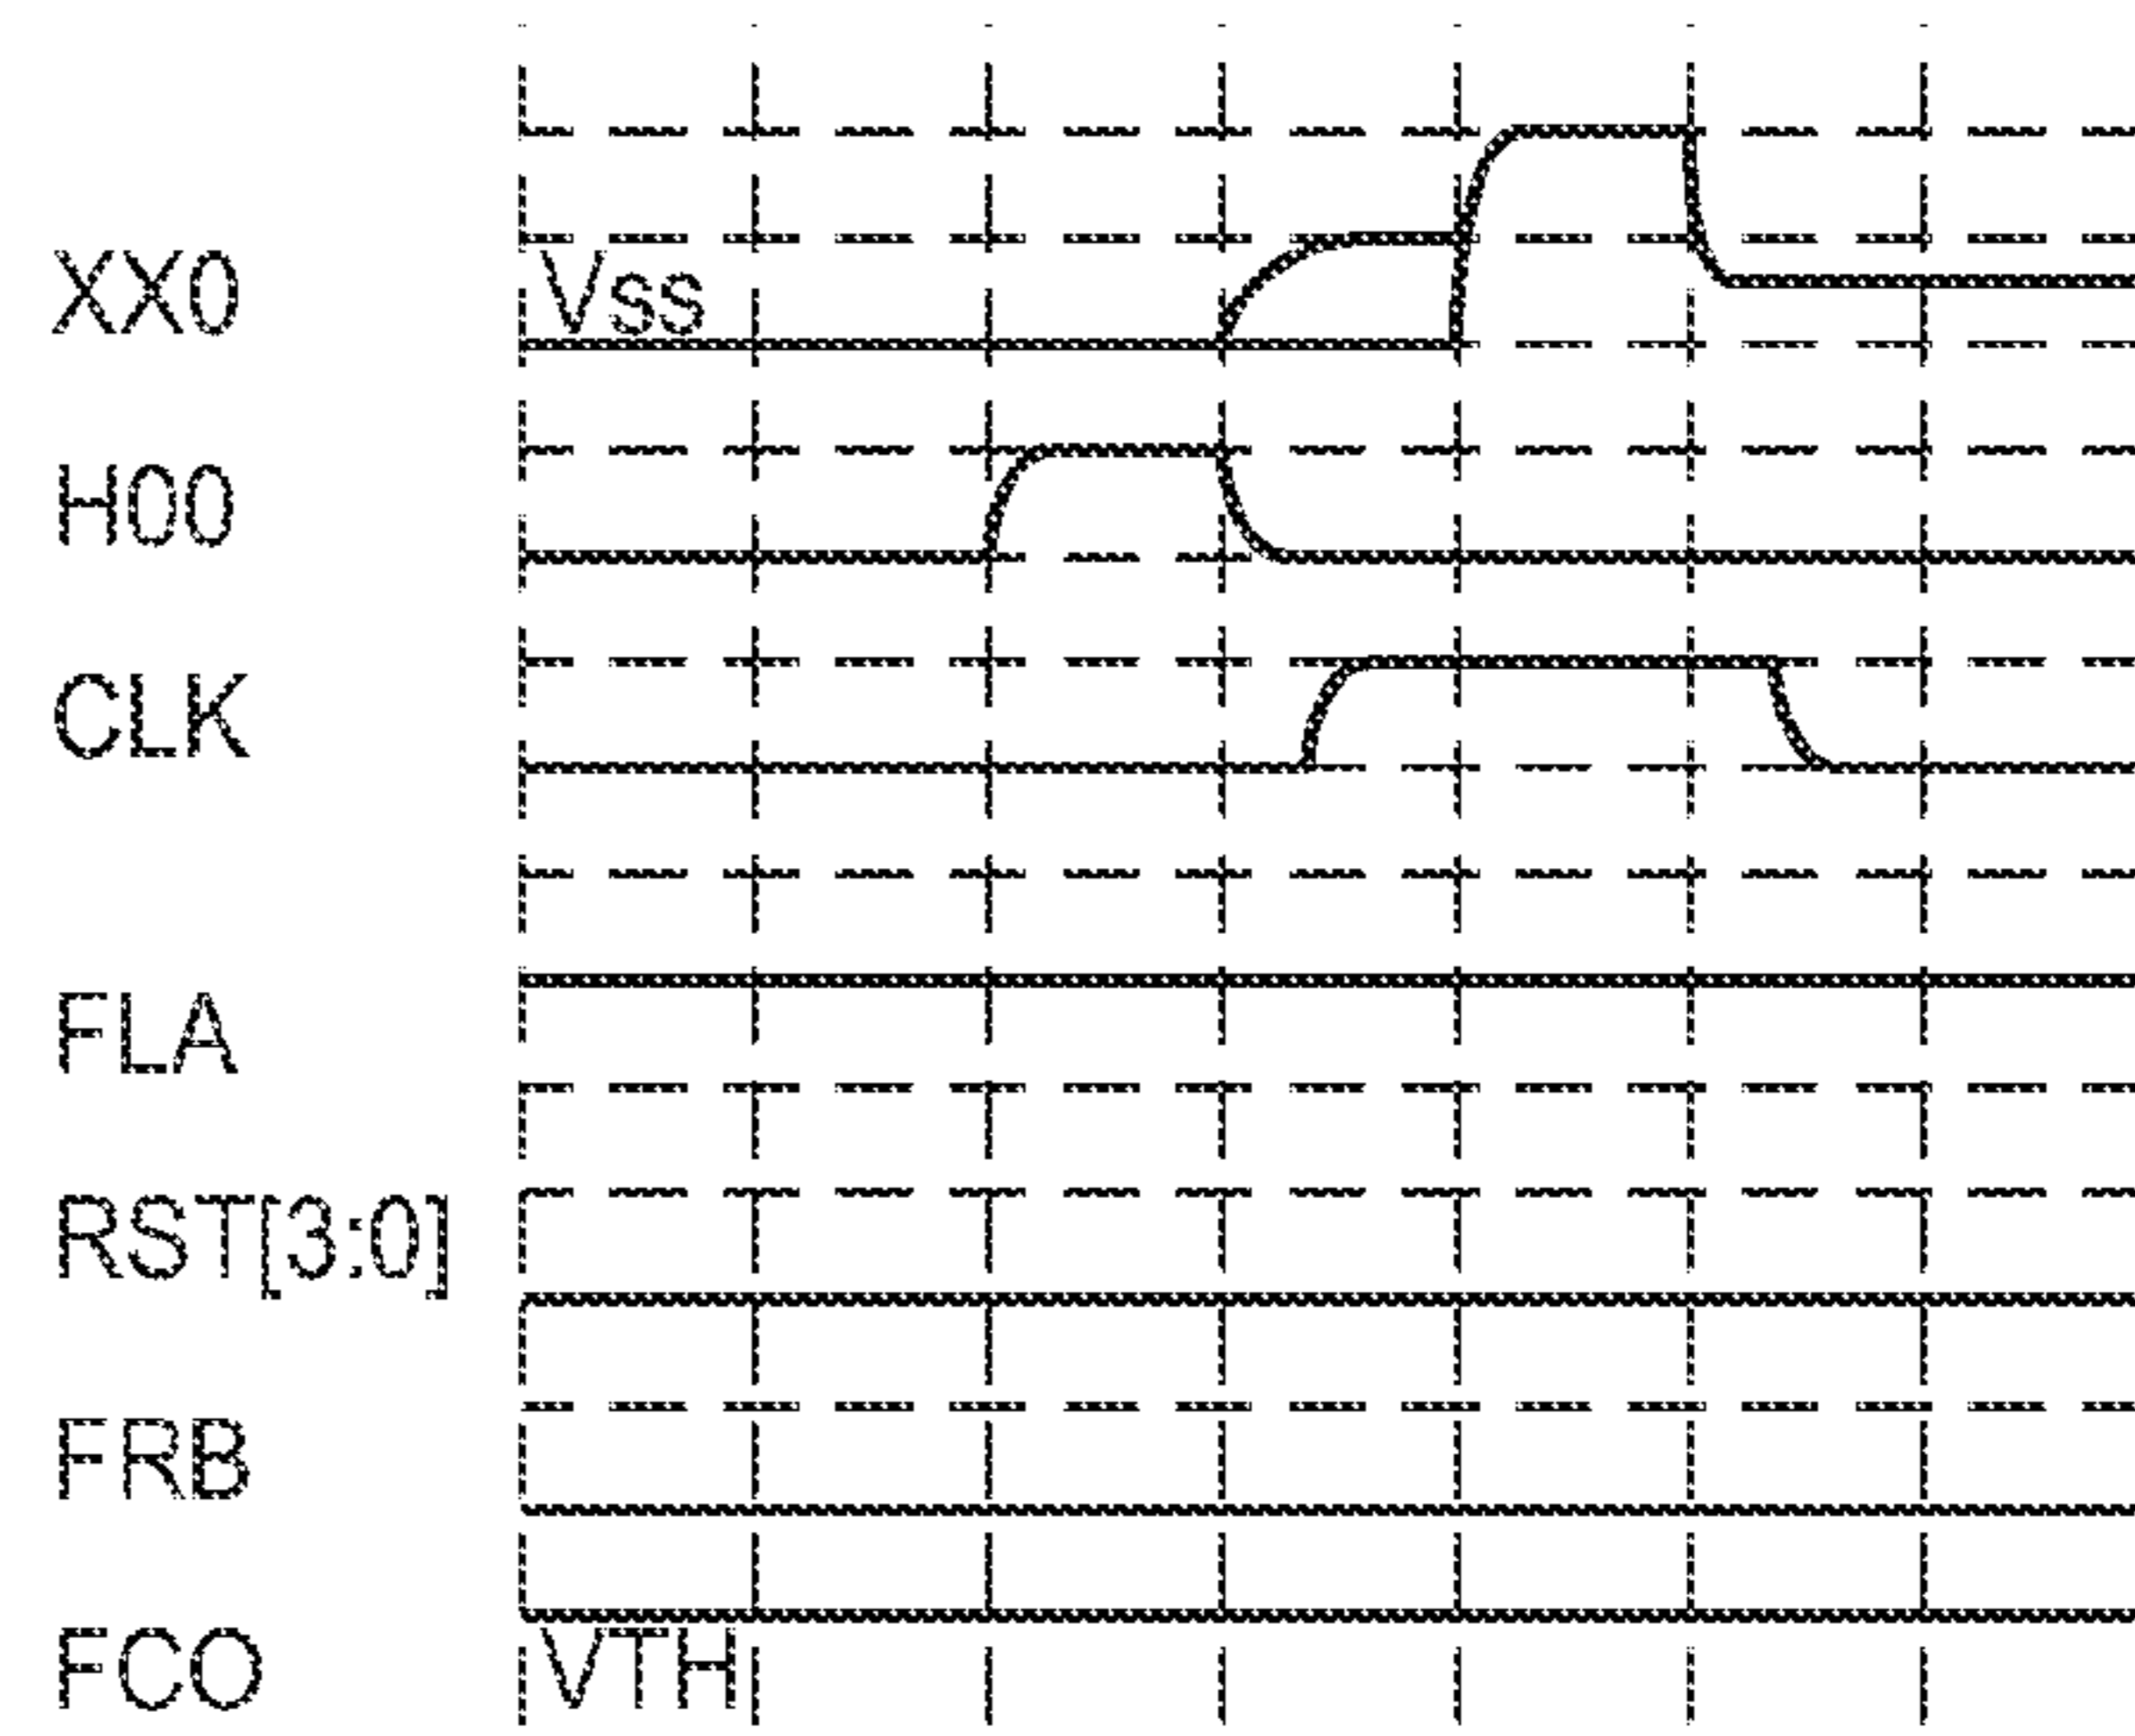 XX0 Vss
H00
CLK
FLA
RST[3:0]
FRB
FCO VTH